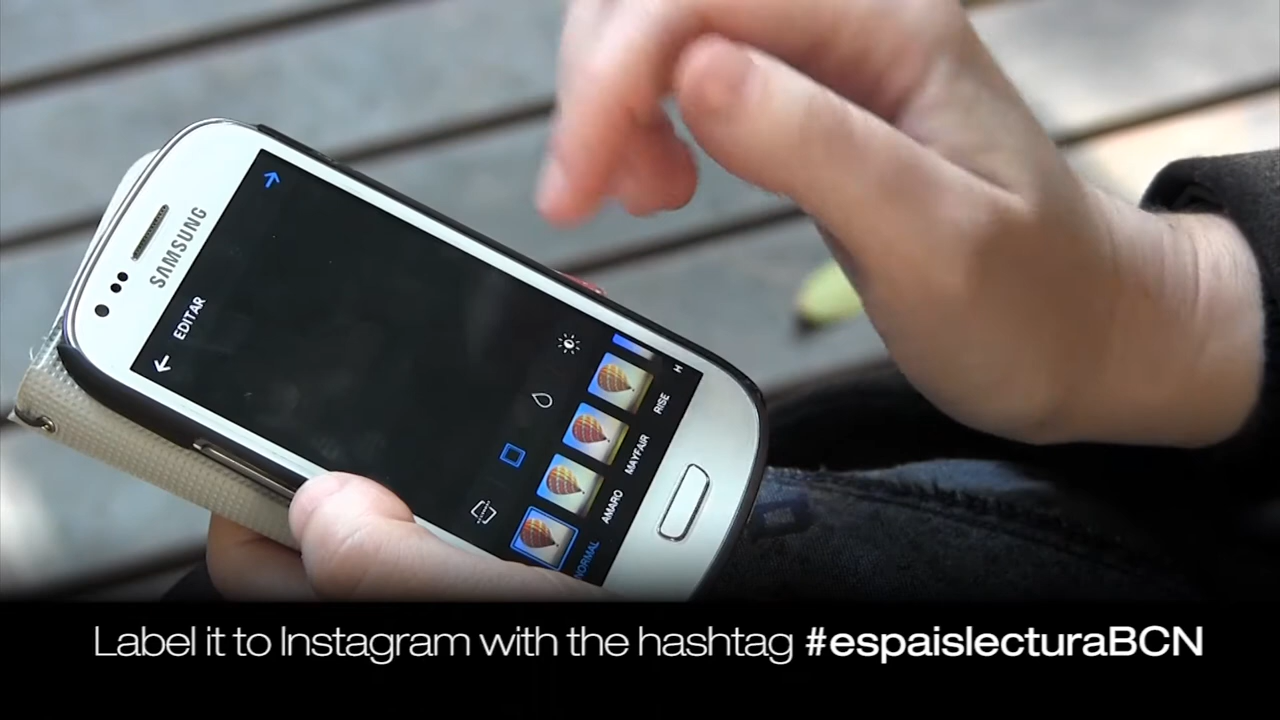 SAMSUNG
EDITAR
NORMAL
AMARO
MAYFAIR
RISE
H
Label it to Instagram with the hashtag #espaislecturaBCN